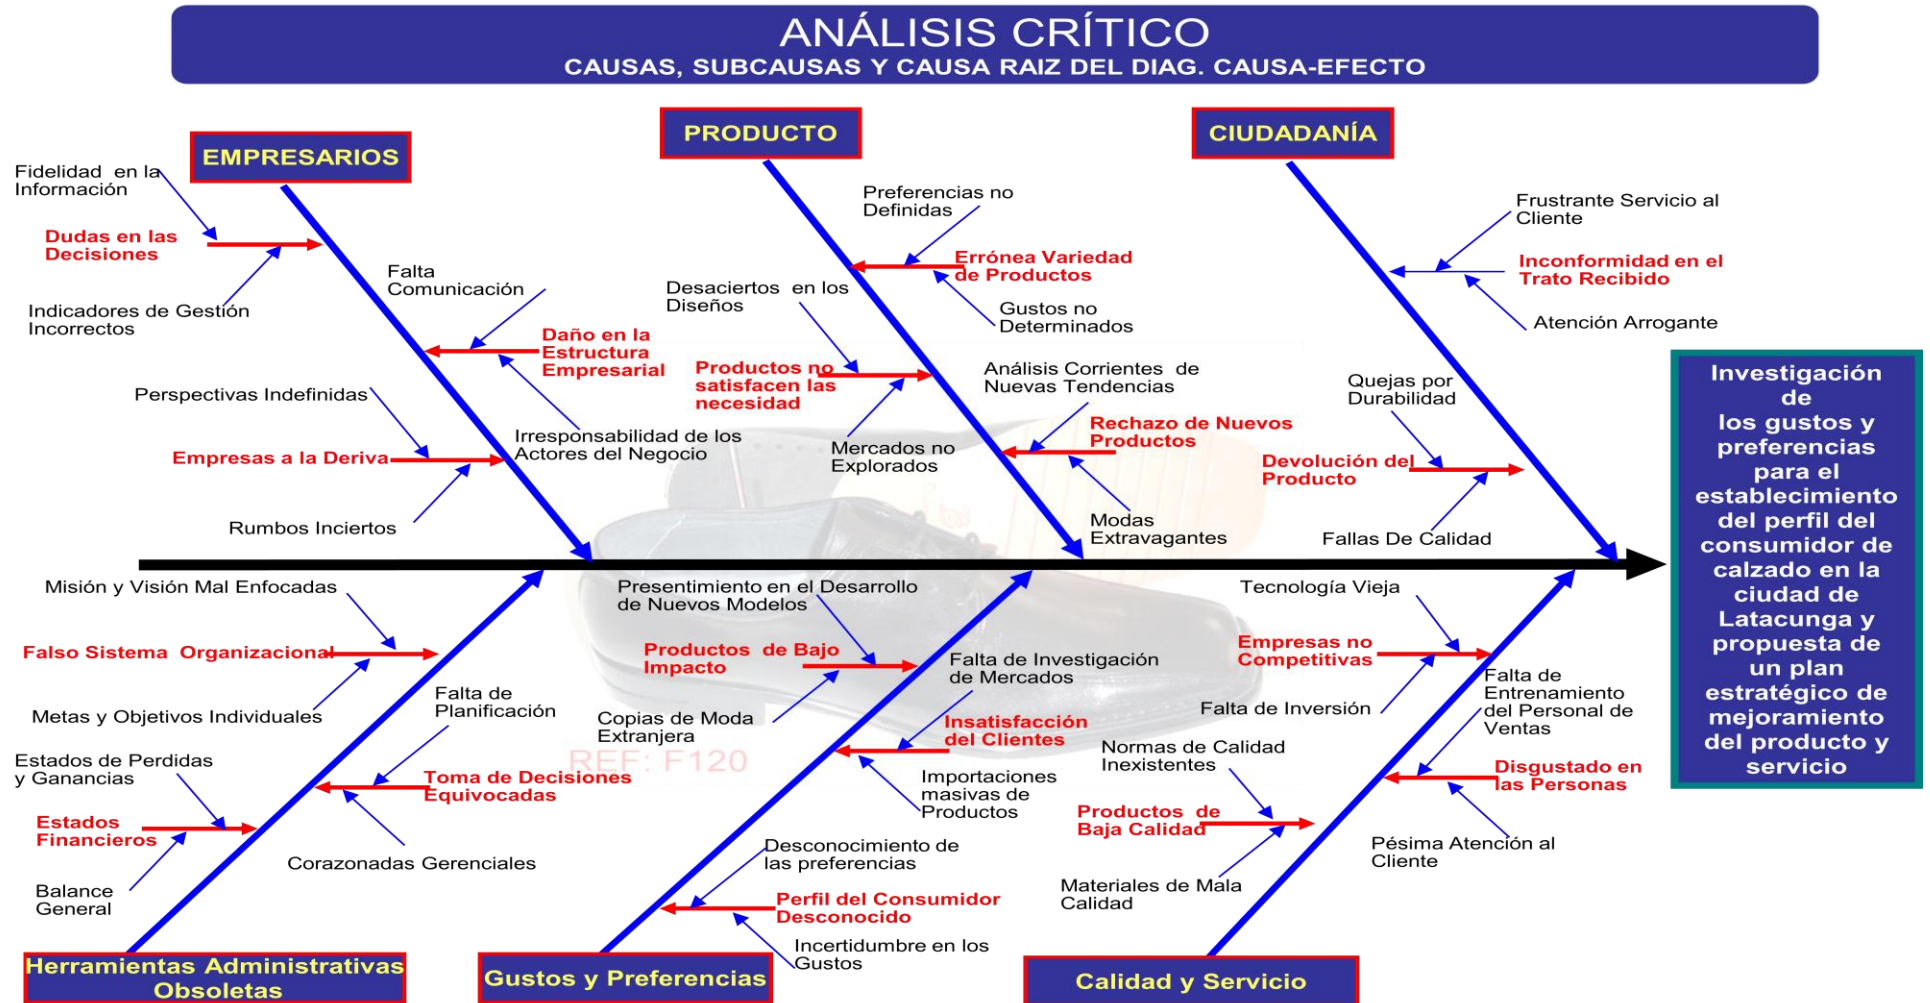 ANÁLISIS CRÍTICO
CAUSAS, SUBCAUSAS Y CAUSA RAIZ DEL DIAG. CAUSA-EFECTO
EMPRESARIOS
Fidelidad en la
Información
Dudas en las
Decisiones
Indicadores de Gestión
Incorrectos
Falta
Comunicación
Daño en la
Estructura
Empresarial
Irresponsabilidad de los
Actores del Negocio
Perspectivas Indefinidas
Empresas a la Deriva
Rumbos Inciertos
PRODUCTO
Preferencias no
Definidas
Errónea Variedad
de Productos
Gustos no
Determinados
Desaciertos en los
Diseños
Productos no
satisfacen las
necesidad
Mercados no
Explorados
Análisis Corrientes de
Nuevas Tendencias
Rechazo de Nuevos
Productos
Modas
Extravagantes
CIUDADANÍA
Frustrante Servicio al
Cliente
Inconformidad en el
Trato Recibido
Atención Arrogante
Quejas por
Durabilidad
Devolución del
Producto
Fallas De Calidad
Investigación
de
los gustos y
preferencias
para el
establecimiento
del perfil del
consumidor de
calzado en la
ciudad de
Latacunga y
propuesta de
un plan
estratégico de
mejoramiento
del producto y
servicio
Misión y Visión Mal Enfocadas
Falso Sistema Organizacional
Metas y Objetivos Individuales
Falta de
Planificación
Toma de Decisiones
Equivocadas
Corazonadas Gerenciales
Estados de Perdidas
y Ganancias
Estados
Financieros
Balance
General
Herramientas Administrativas
Obsoletas
Presentimiento en el Desarrollo
de Nuevos Modelos
Productos de Bajo
Impacto
Copias de Moda
Extranjera
REF: F120
Falta de Investigación
de Mercados
Insatisfacción
del Clientes
Importaciones
masivas de
Productos
Desconocimiento de
las preferencias
Perfil del Consumidor
Desconocido
Incertidumbre en los
Gustos
Gustos y Preferencias
Tecnología Vieja
Empresas no
Competitivas
Falta de Inversión
Falta de
Entrenamiento
del Personal de
Ventas
Disgustado en
las Personas
Pésima Atención al
Cliente
Normas de Calidad
Inexistentes
Productos de
Baja Calidad
Materiales de Mala
Calidad
Calidad y Servicio